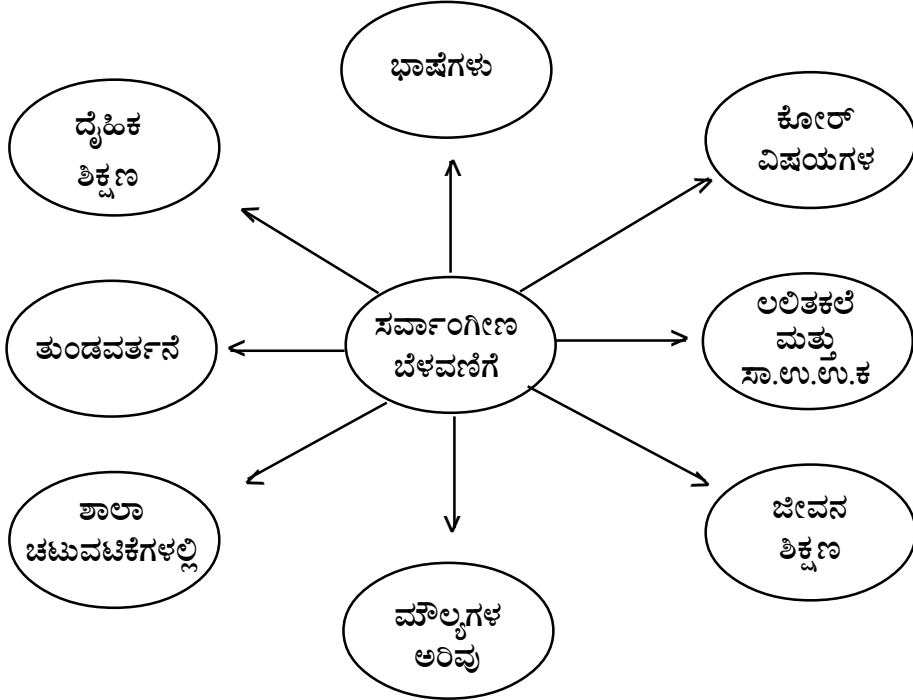 ಭಾಷೆಗಳು
ದೈಹಿಕ
ಶಿಕ್ಷಣ
ಕೋರ್
ವಿಷಯಗಳ
ತುಂಡವರ್ತನೆ
ಸರ್ವಾಂಗೀಣ
ಬೆಳವಣಿಗೆ
ಲಲಿತಕಲೆ
ಮತ್ತು
ಸಾ.ಉ.ಉ.ಕ
ಶಾಲಾ
ಚಟುವಟಿಕೆಗಳಲ್ಲಿ
ಜೀವನ
ಶಿಕ್ಷಣ
ಮೌಲ್ಯಗಳ
ಅರಿವು